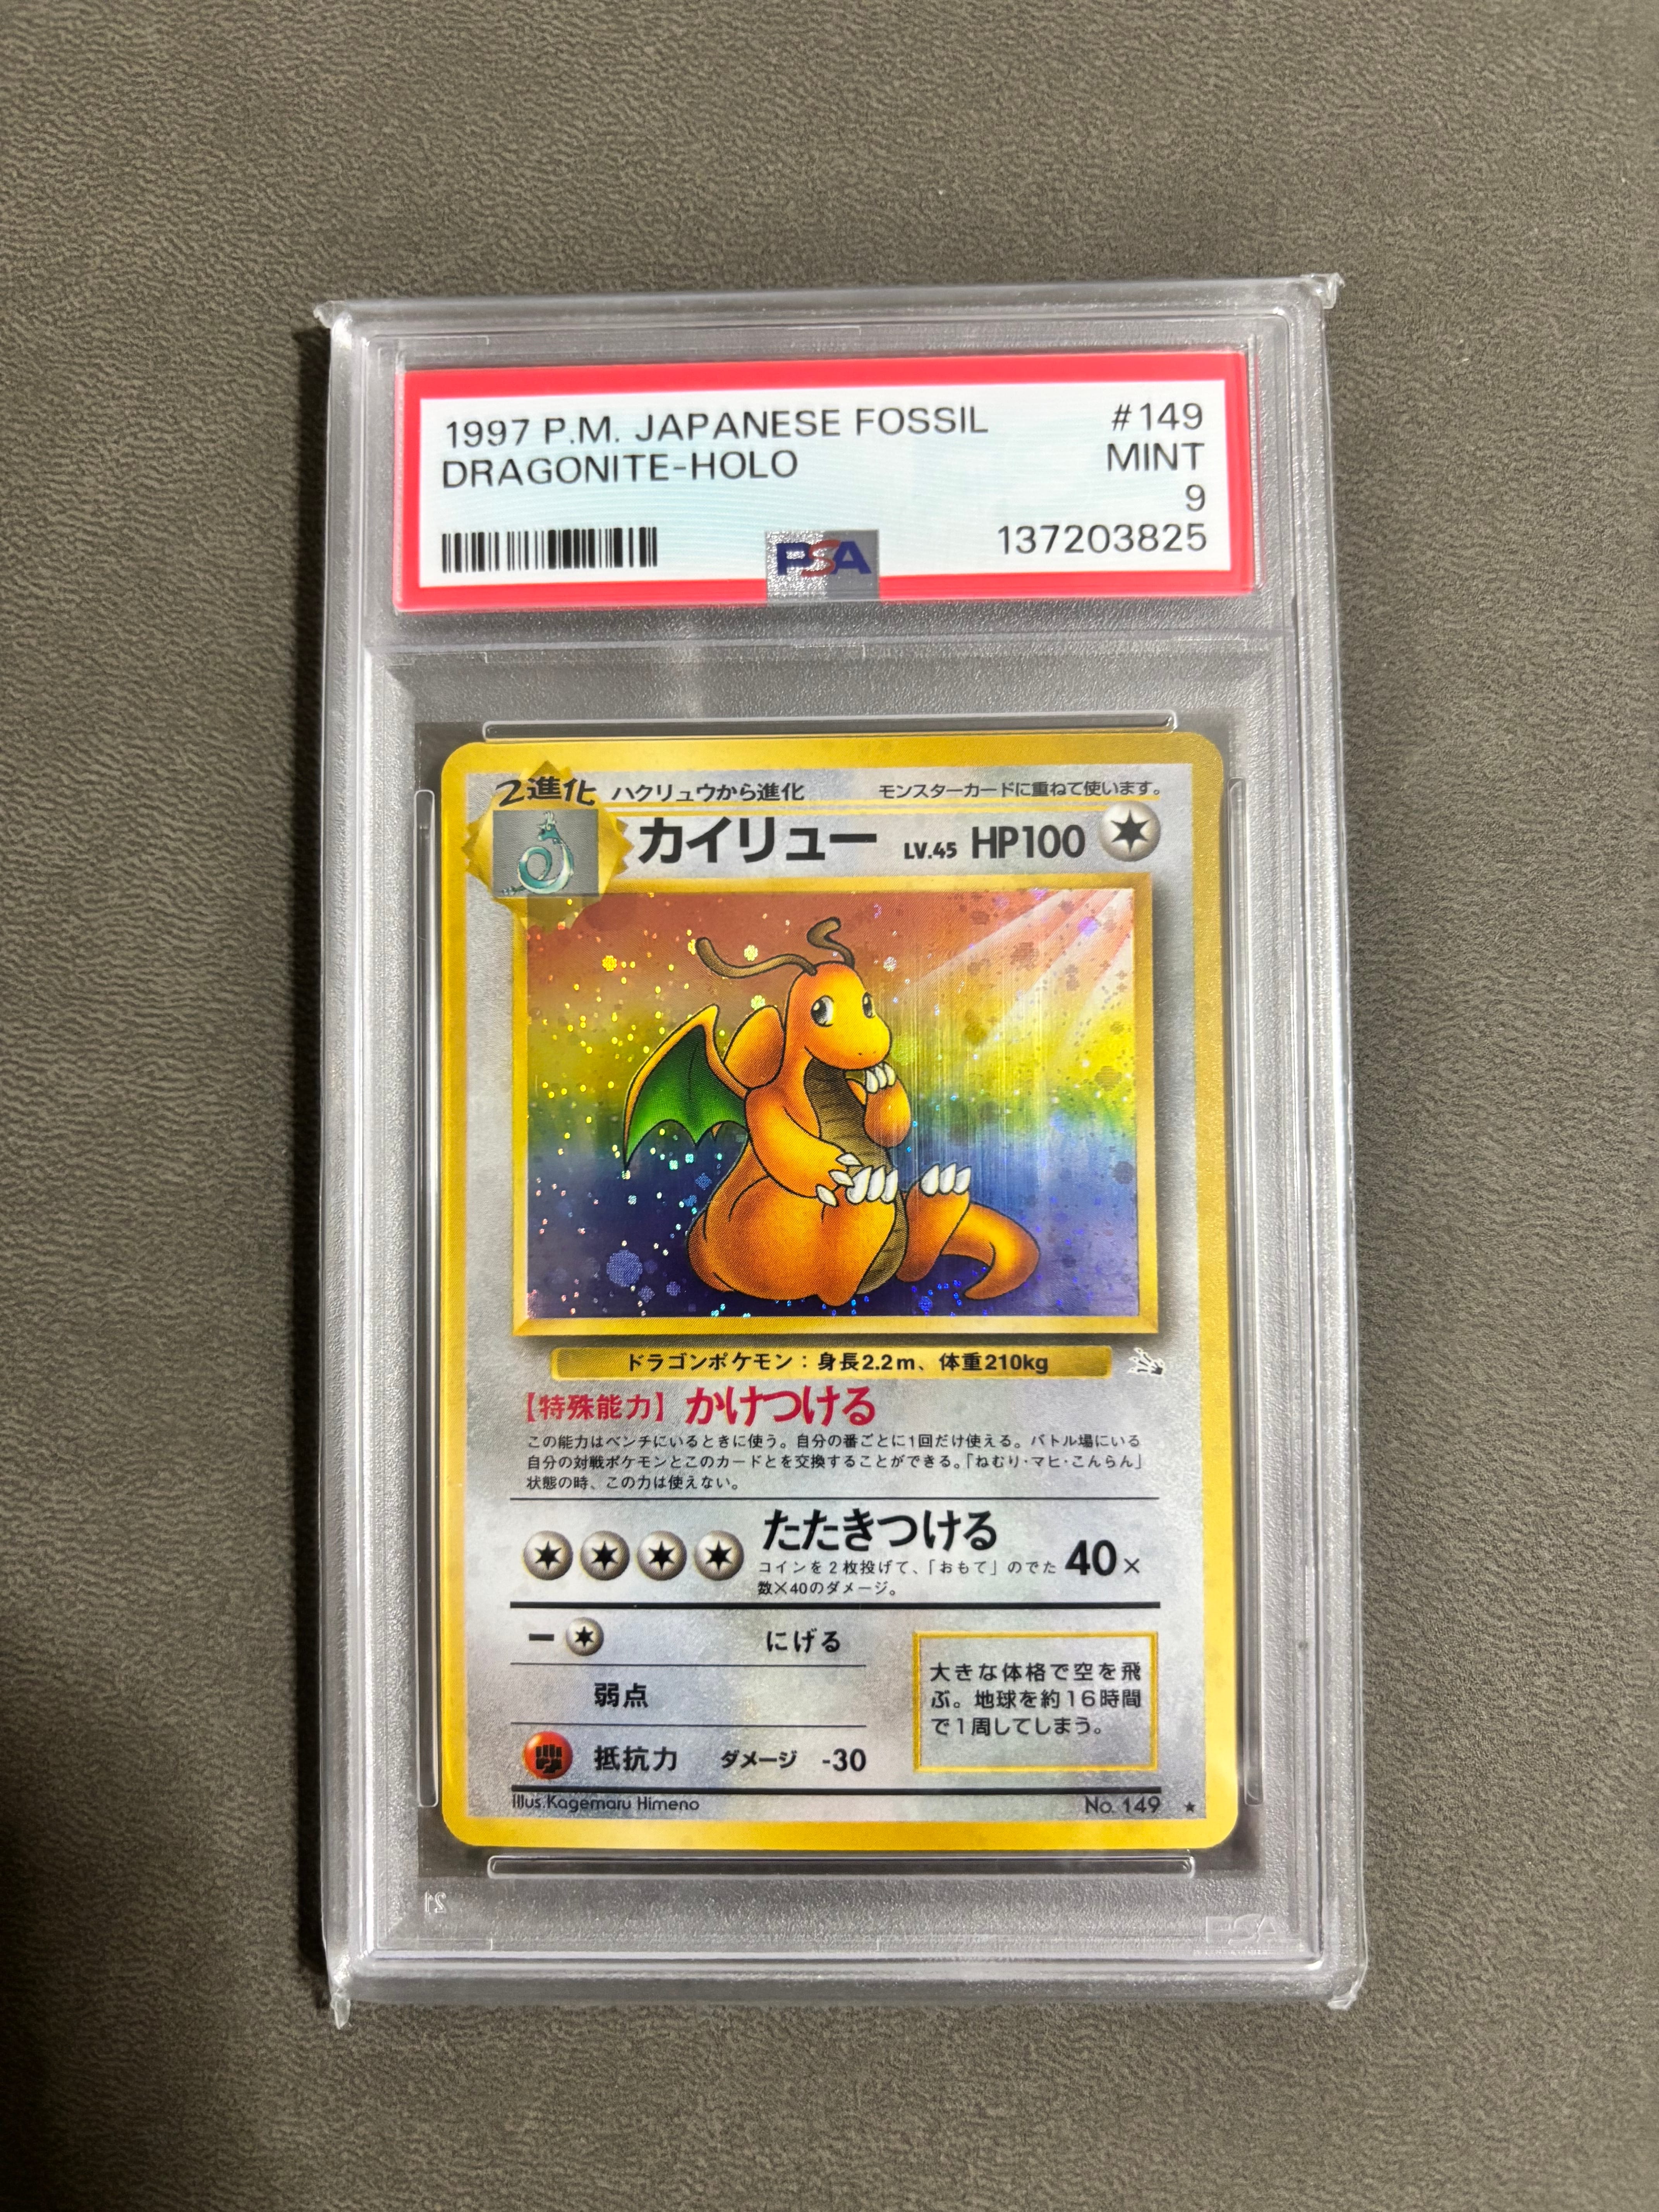 1997 P.M. JAPANESE FOSSIL #149
DRAGONITE-HOLO MINT
9
PSA 137203825
2進化 ハクリュウから進化 モンスターカードに重ねて使います。
カイリュー LV.45 HP100
ドラゴンポケモン：身長2.2m、体重210kg
【特殊能力】かけつける
この能力はベンチにいるときに使う。自分の番ごとに1回だけ使える。バトル場にいる
自分の対戦ポケモンとこのカードとを交換することができる。「ねむり・マヒ・こんらん」
状態の時、この力は使えない。
たたきつける
コインを2枚投げて、「おもて」のでた 40×
数×40のダメージ。
− にげる
弱点
抵抗力 ダメージ -30
大きな体格で空を飛
ぶ。地球を約16時間
で1周してしまう。
Illus.Kagemaru Himeno No. 149 ★
21 PSA